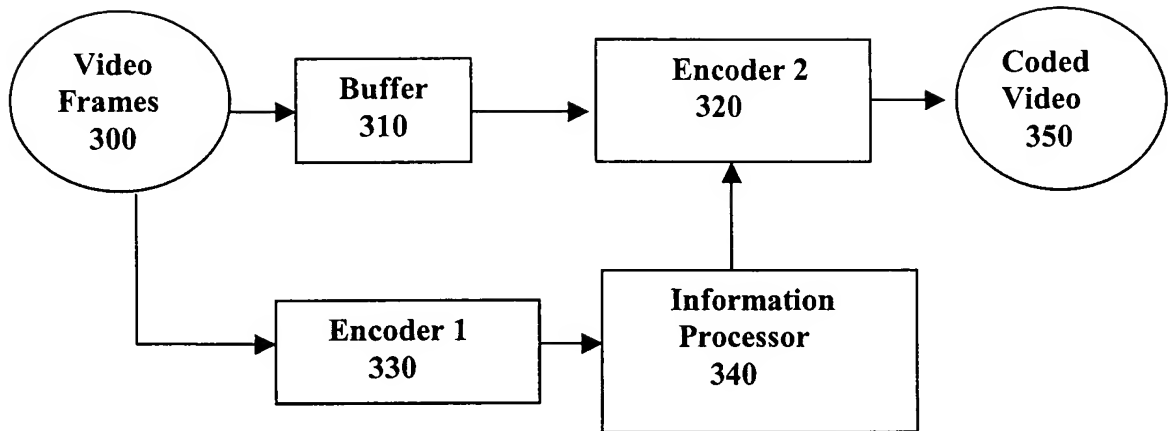 Video
Frames
300
Buffer
310
Encoder 2
320
Coded
Video
350
Encoder 1
330
Information
Processor
340